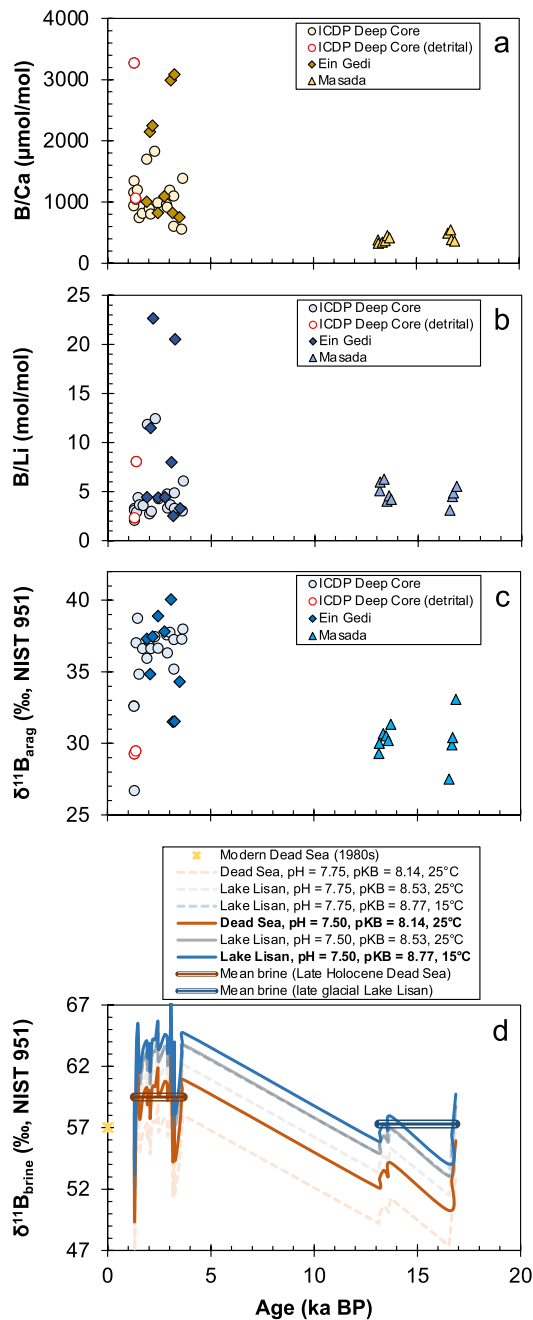 4000
3000
2000
1000
0
B/Ca (μmol/mol)
ICDP Deep Core
ICDP Deep Core (detrital)
Ein Gedi
Masada
a
0
5
10
15
20
25
20
15
10
5
0
B/Li (mol/mol)
ICDP Deep Core
ICDP Deep Core (detrital)
Ein Gedi
Masada
b
40
35
30
25
δ¹¹Barag (‰, NIST 951)
ICDP Deep Core
ICDP Deep Core (detrital)
Ein Gedi
Masada
c
Modern Dead Sea (1980s)
Dead Sea, pH = 7.75, pKB = 8.14, 25°C
Lake Lisan, pH = 7.75, pKB = 8.53, 25°C
Lake Lisan, pH = 7.75, pKB = 8.77, 15°C
Dead Sea, pH = 7.50, pKB = 8.14, 25°C
Lake Lisan, pH = 7.50, pKB = 8.53, 25°C
Lake Lisan, pH = 7.50, pKB = 8.77, 15°C
Mean brine (Late Holocene Dead Sea)
Mean brine (late glacial Lake Lisan)
67
62
57
52
47
δ¹¹Bbrine (‰, NIST 951)
d
0
5
10
15
20
Age (ka BP)